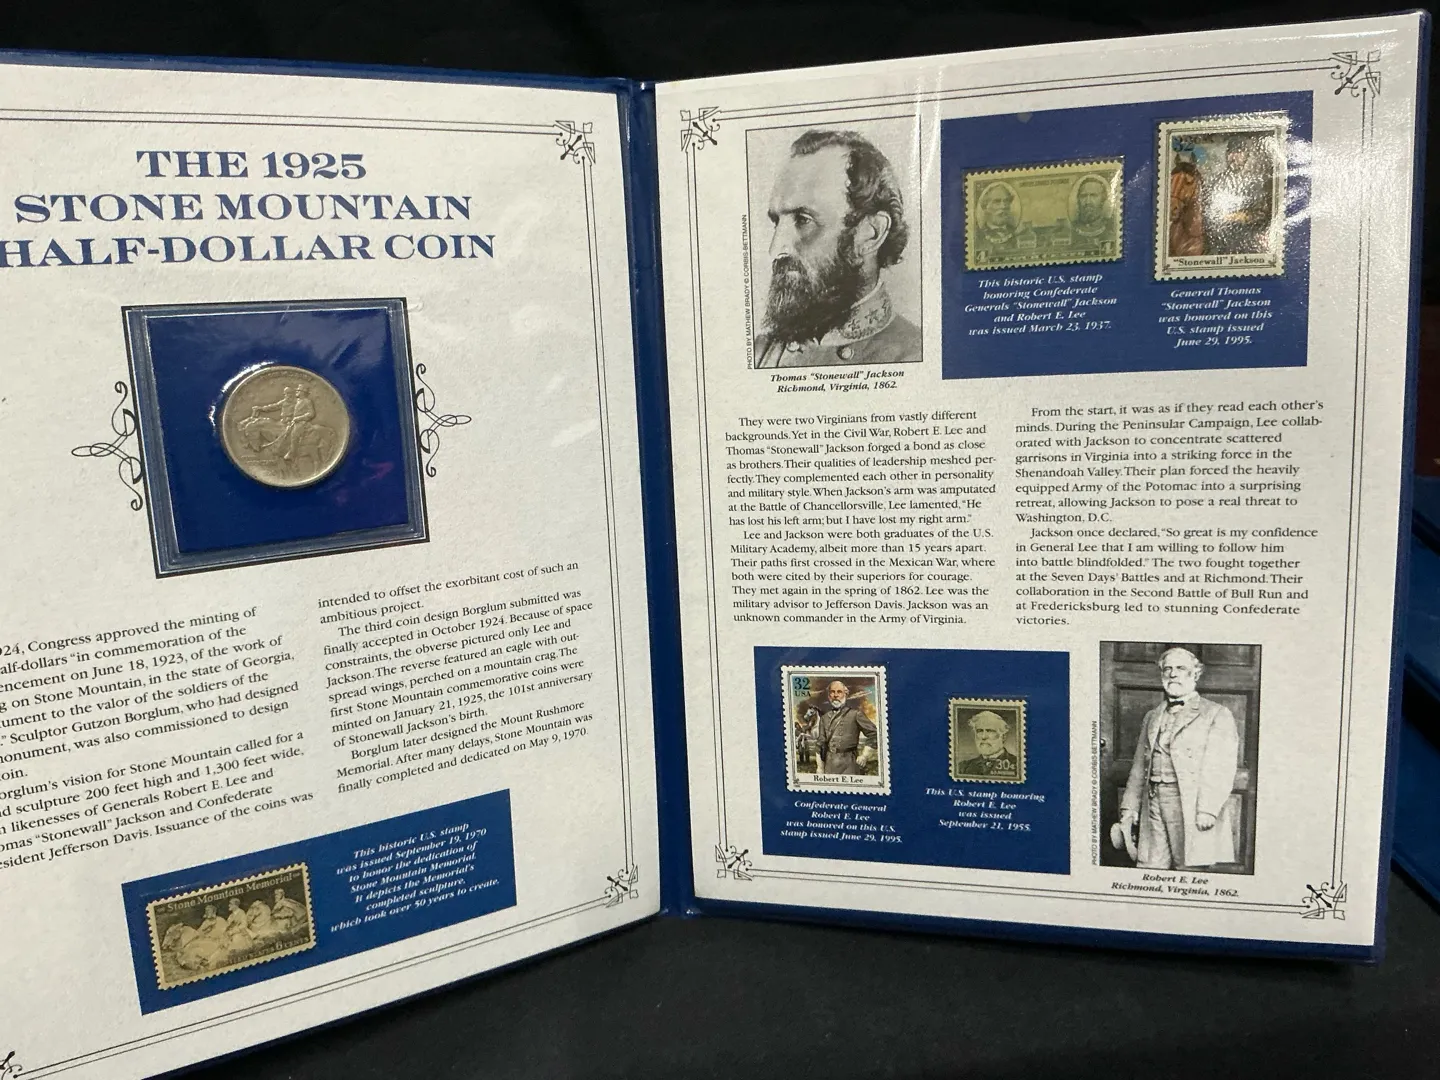 THE 1925
STONE MOUNTAIN
HALF-DOLLAR COIN
24, Congress approved the minting of
alf-dollars "in commemoration of the
encement on June 18, 1923, of the work of
g on Stone Mountain, in the state of Georgia,
ument to the valor of the soldiers of the
." Sculptor Gutzon Borglum, who had designed
onument, was also commissioned to design
oin.
orglum's vision for Stone Mountain called for a
d sculpture 200 feet high and 1,300 feet wide,
h likenesses of Generals Robert E. Lee and
omas "Stonewall" Jackson and Confederate
esident Jefferson Davis. Issuance of the coins was
intended to offset the exorbitant cost of such an
ambitious project.
The third coin design Borglum submitted was
finally accepted in October 1924. Because of space
constraints, the obverse pictured only Lee and
Jackson. The reverse featured an eagle with out-
spread wings, perched on a mountain crag. The
first Stone Mountain commemorative coins were
minted on January 21, 1925, the 101st anniversary
of Stonewall Jackson's birth.
Borglum later designed the Mount Rushmore
Memorial. After many delays, Stone Mountain was
finally completed and dedicated on May 9, 1970.
Stone Mountain Memorial
UNITED STATES 6 CENTS
This historic U.S. stamp
was issued September 19, 1970
to honor the dedication of
Stone Mountain Memorial.
It depicts the Memorial's
completed sculpture,
which took over 50 years to create.
PHOTO BY MATHEW BRADY © CORBIS-BETTMANN
Thomas "Stonewall" Jackson
Richmond, Virginia, 1862.
This historic U.S. stamp
honoring Confederate
Generals "Stonewall" Jackson
and Robert E. Lee
was issued March 23, 1937.
32
"Stonewall" Jackson
General Thomas
"Stonewall" Jackson
was honored on this
U.S. stamp issued
June 29, 1995.
They were two Virginians from vastly different
backgrounds. Yet in the Civil War, Robert E. Lee and
Thomas "Stonewall" Jackson forged a bond as close
as brothers. Their qualities of leadership meshed per-
fectly. They complemented each other in personality
and military style. When Jackson's arm was amputated
at the Battle of Chancellorsville, Lee lamented, "He
has lost his left arm; but I have lost my right arm."
Lee and Jackson were both graduates of the U.S.
Military Academy, albeit more than 15 years apart.
Their paths first crossed in the Mexican War, where
both were cited by their superiors for courage.
They met again in the spring of 1862. Lee was the
military advisor to Jefferson Davis. Jackson was an
unknown commander in the Army of Virginia.
From the start, it was as if they read each other's
minds. During the Peninsular Campaign, Lee collab-
orated with Jackson to concentrate scattered
garrisons in Virginia into a striking force in the
Shenandoah Valley. Their plan forced the heavily
equipped Army of the Potomac into a surprising
retreat, allowing Jackson to pose a real threat to
Washington, D.C.
Jackson once declared, "So great is my confidence
in General Lee that I am willing to follow him
into battle blindfolded." The two fought together
at the Seven Days' Battles and at Richmond. Their
collaboration in the Second Battle of Bull Run and
at Fredericksburg led to stunning Confederate
victories.
32
USA
Robert E. Lee
Confederate General
Robert E. Lee
was honored on this U.S.
stamp issued June 29, 1995.
30¢
This U.S. stamp honoring
Robert E. Lee
was issued
September 21, 1955.
PHOTO BY MATHEW BRADY © CORBIS-BETTMANN
Robert E. Lee
Richmond, Virginia, 1862.